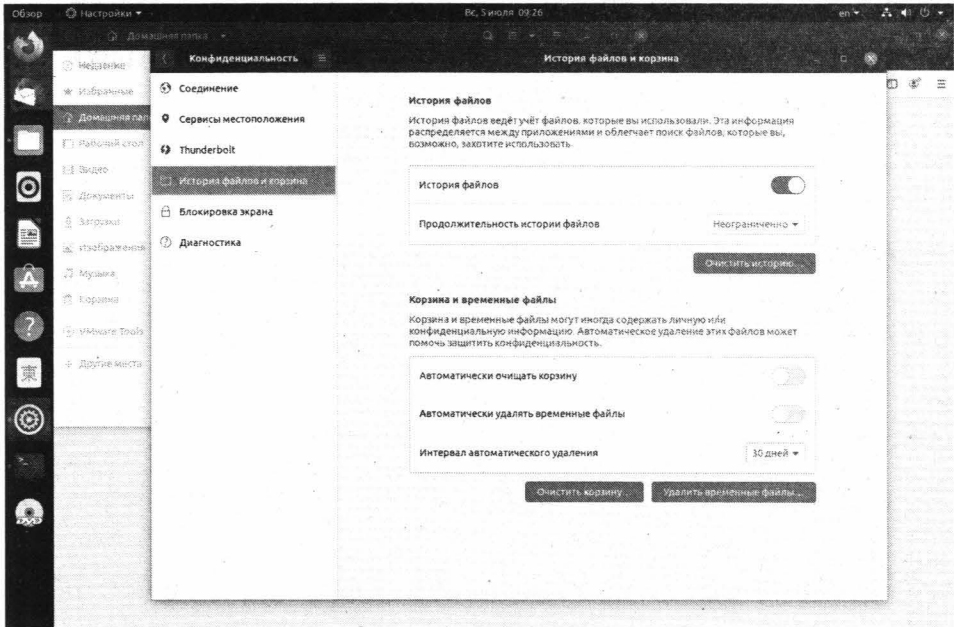 Обзор
Настройки
Вс, 5 июля 09:26
en
Домашняя папка
Недавние
Избранные
Домашняя пап
Рабочий стол
Видео
Документы
Загрузки
Изображения
Музыка
Корзина
VMware Tools
+ Другие места
Конфиденциальность
История файлов и корзина
Соединение
Сервисы местоположения
Thunderbolt
История файлов и корзина
Блокировка экрана
Диагностика
История файлов
История файлов ведёт учёт файлов, которые вы использовали. Эта информация
распределяется между приложениями и облегчает поиск файлов, которые вы,
возможно, захотите использовать.
История файлов
Продолжительность истории файлов
Неограниченно
Очистить историю...
Корзина и временные файлы
Корзина и временные файлы могут иногда содержать личную или
конфиденциальную информацию. Автоматическое удаление этих файлов может
помочь защитить конфиденциальность.
Автоматически очищать корзину
Автоматически удалять временные файлы
Интервал автоматического удаления
30 дней
Очистить корзину...
Удалить временные файлы...